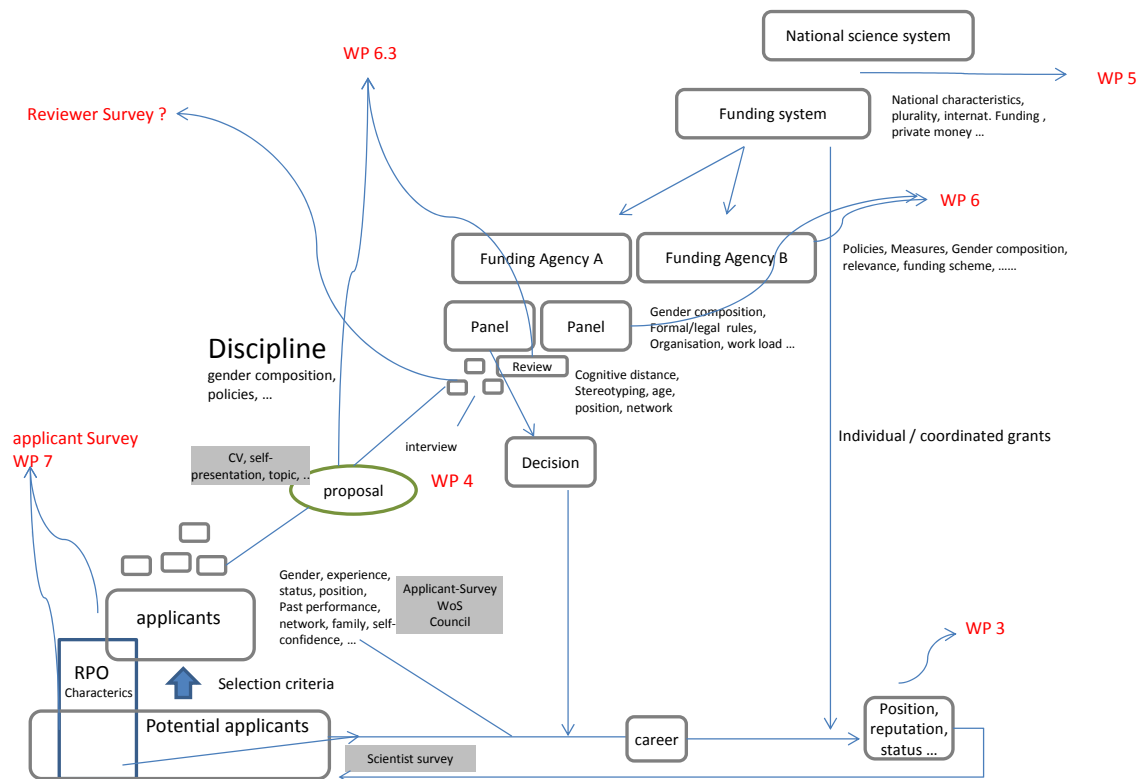 National science system
WP 6.3
WP 5
Reviewer Survey ?
Funding system
National characteristics,
plurality, internat. Funding ,
private money …
WP 6
Funding Agency A
Funding Agency B
Policies, Measures, Gender composition,
relevance, funding scheme, ……
Panel
Panel
Gender composition,
Formal/legal rules,
Organisation, work load …
Discipline
gender composition,
policies, …
Review
Cognitive distance,
Stereotyping, age,
position, network
applicant Survey
WP 7
interview
Individual / coordinated grants
CV, self-
presentation, topic, ..
proposal
WP 4
Decision
Gender, experience,
status, position,
Past performance,
network, family, self-
confidence, …
Applicant-Survey
WoS
Council
applicants
WP 3
RPO
Characterics
Selection criteria
Potential applicants
career
Position,
reputation,
status …
Scientist survey